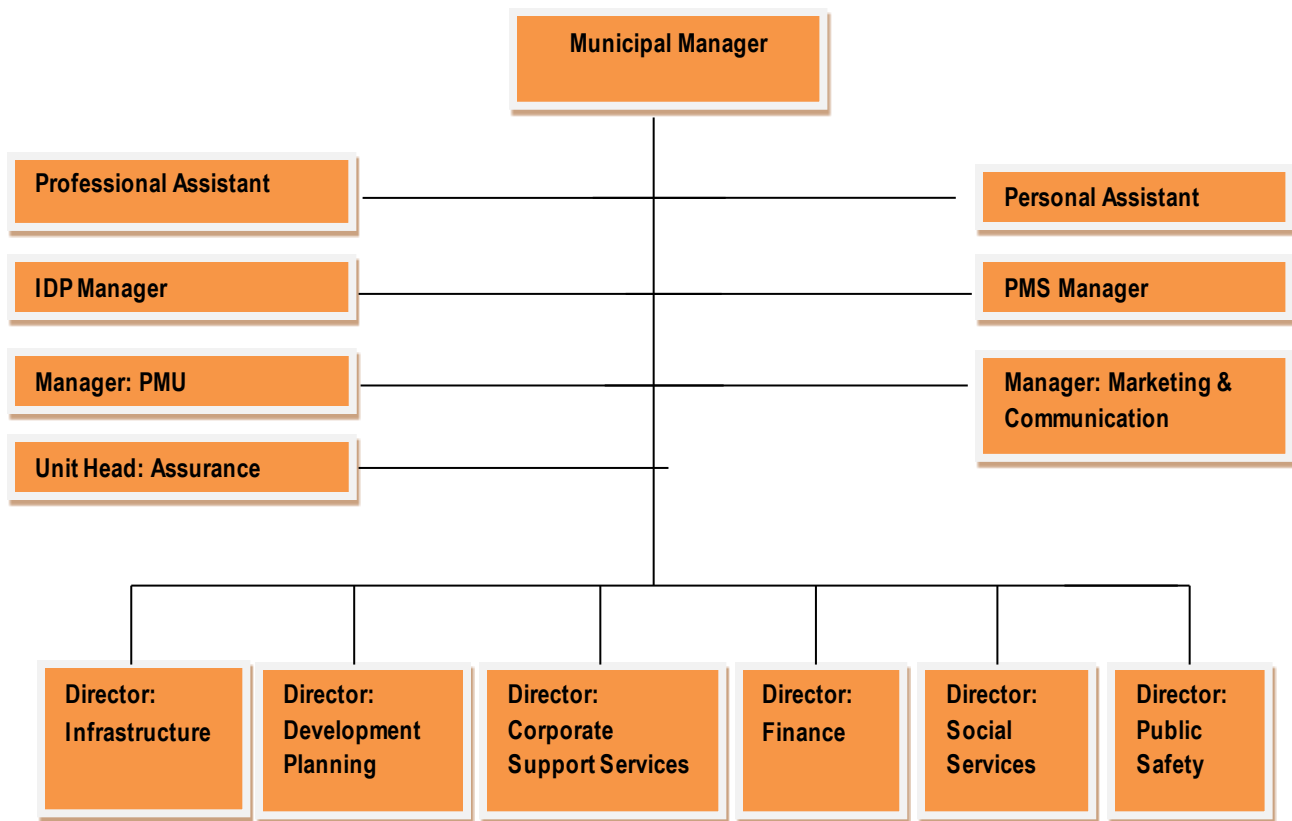 Municipal Manager
Professional Assistant
Personal Assistant
IDP Manager
PMS Manager
Manager: PMU
Manager: Marketing &
Communication
Unit Head: Assurance
Director:
Infrastructure
Director:
Development
Planning
Director:
Corporate
Support Services
Director:
Finance
Director:
Social
Services
Director:
Public
Safety